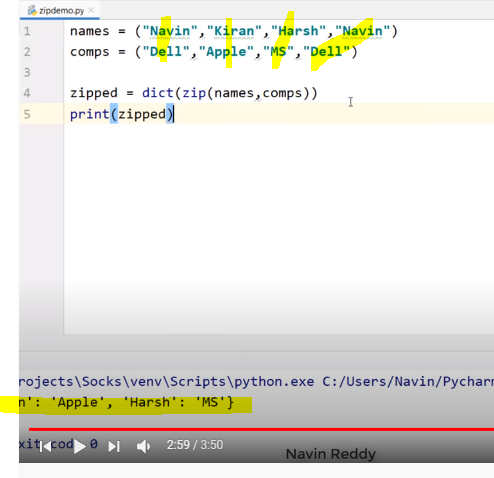 zipdemo.py ×
1 names = ("Navin","Kiran","Harsh","Navin")
2 comps = ("Dell","Apple","MS","Dell")
3
4 zipped = dict(zip(names,comps))
5 print(zipped)
rojects\Socks\venv\Scripts\python.exe C:/Users/Navin/Pychar
n': 'Apple', 'Harsh': 'MS'}
xit cod 0 2:59 / 3:50
Navin Reddy